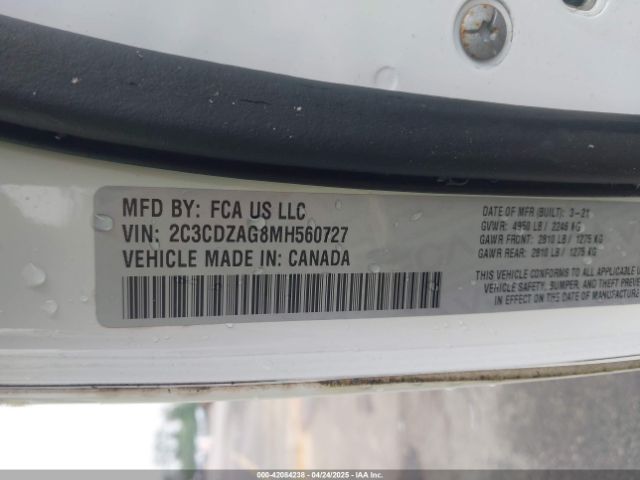 MFD BY: FCA US LLC
VIN: 2C3CDZAG8MH560727
VEHICLE MADE IN: CANADA
DATE OF MFR (BUILT): 3-21
GVWR: 4950 LB / 2246 KG
GAWR FRONT: 2810 LB / 1275 KG
GAWR REAR: 2810 LB / 1275 KG
THIS VEHICLE CONFORMS TO ALL APPLICABLE
VEHICLE SAFETY, BUMPER, AND THEFT PREVE
IN EFFECT ON THE DATE OF MANUFACTUR
000-42084238 - 04/24/2025 - IAA Inc.